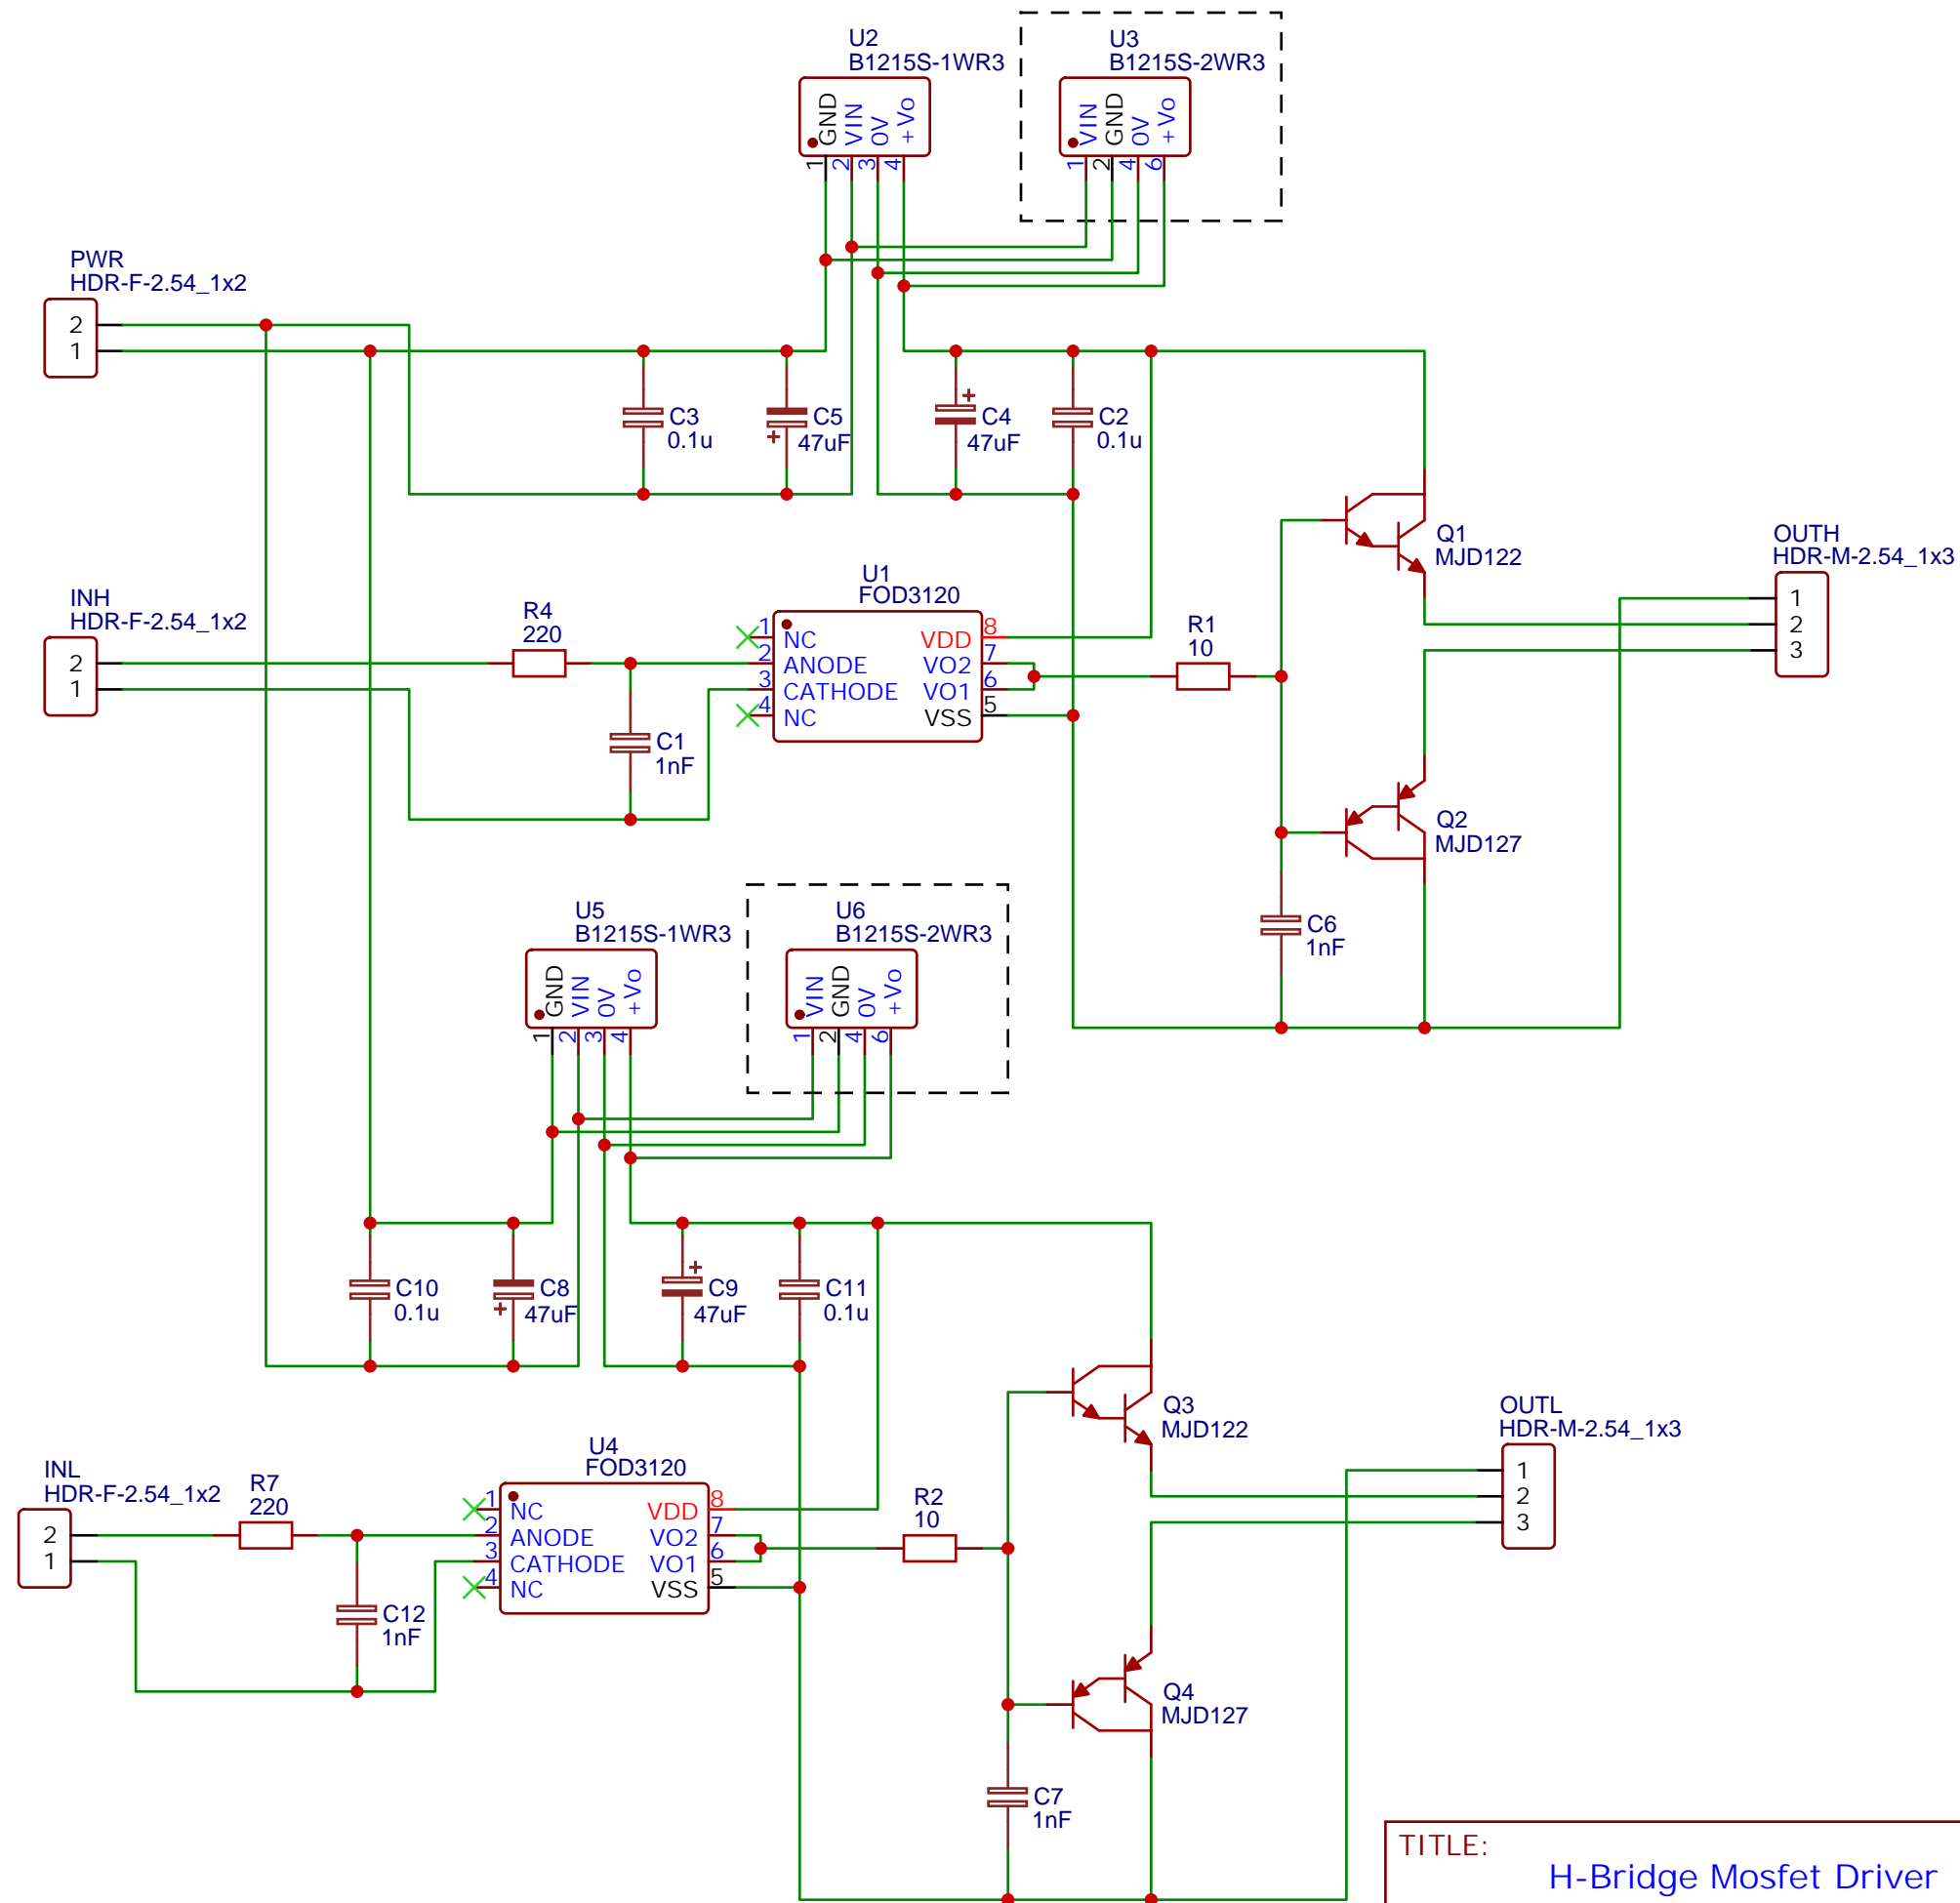 U2
B1215S-1WR3
GND
VIN
0V
+Vo
1
2
3
4
U3
B1215S-2WR3
VIN
GND
0V
+Vo
1
2
4
6
PWR
HDR-F-2.54_1x2
2
1
C3
0.1u
C5
+
47uF
+
C4
47uF
C2
0.1u
Q1
MJD122
OUTH
HDR-M-2.54_1x3
1
2
3
INH
HDR-F-2.54_1x2
2
1
R4
220
C1
1nF
U1
FOD3120
1
NC
2
ANODE
3
CATHODE
4
NC
VDD
8
VO2
7
VO1
6
VSS
5
R1
10
Q2
MJD127
C6
1nF
U5
B1215S-1WR3
GND
VIN
0V
+Vo
1
2
3
4
U6
B1215S-2WR3
VIN
GND
0V
+Vo
1
2
4
6
C10
0.1u
C8
+
47uF
+
C9
47uF
C11
0.1u
Q3
MJD122
OUTL
HDR-M-2.54_1x3
1
2
3
INL
HDR-F-2.54_1x2
2
1
R7
220
C12
1nF
U4
FOD3120
1
NC
2
ANODE
3
CATHODE
4
NC
VDD
8
VO2
7
VO1
6
VSS
5
R2
10
Q4
MJD127
C7
1nF
TITLE:
H-Bridge Mosfet Driver